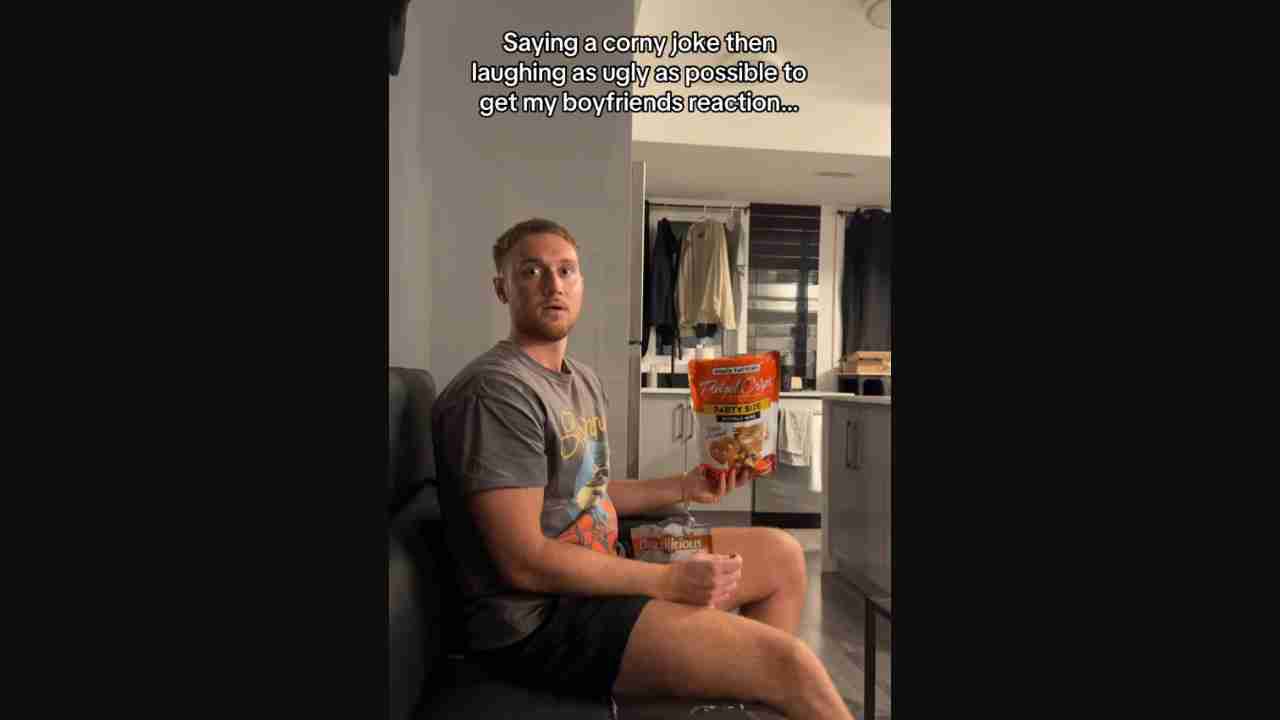 Saying a corny joke then
laughing as ugly as possible to
get my boyfriends reaction...
Pretzel Crisps
PARTY SIZE